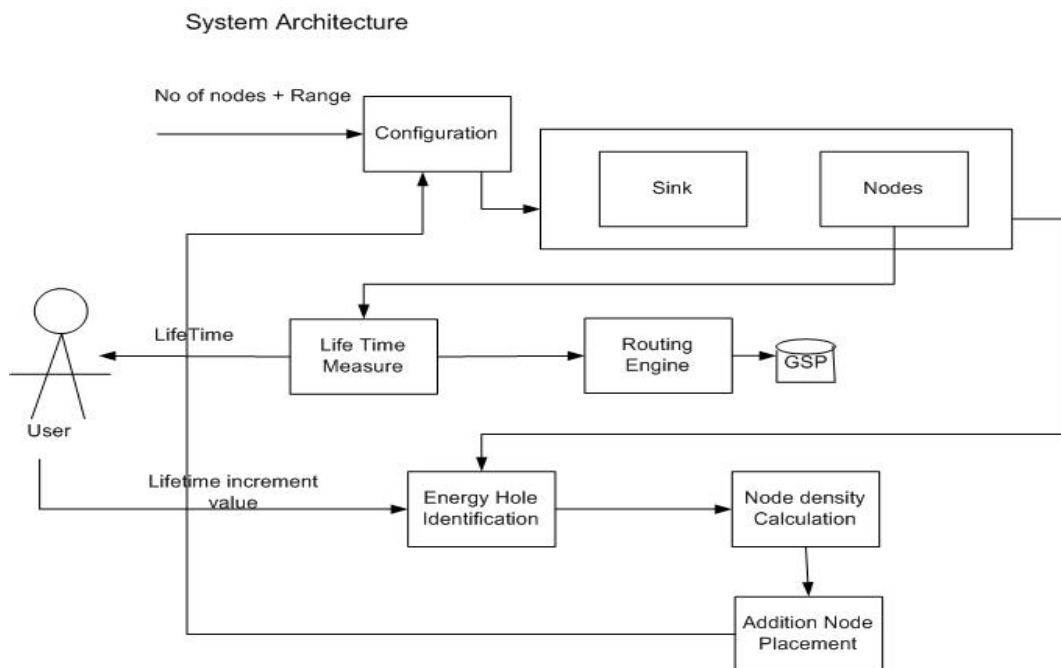 System Architecture
No of nodes + Range
Configuration
Sink
Nodes
LifeTime
Life Time
Measure
Routing
Engine
GSP
User
Lifetime increment
value
Energy Hole
Identification
Node density
Calculation
Addition Node
Placement